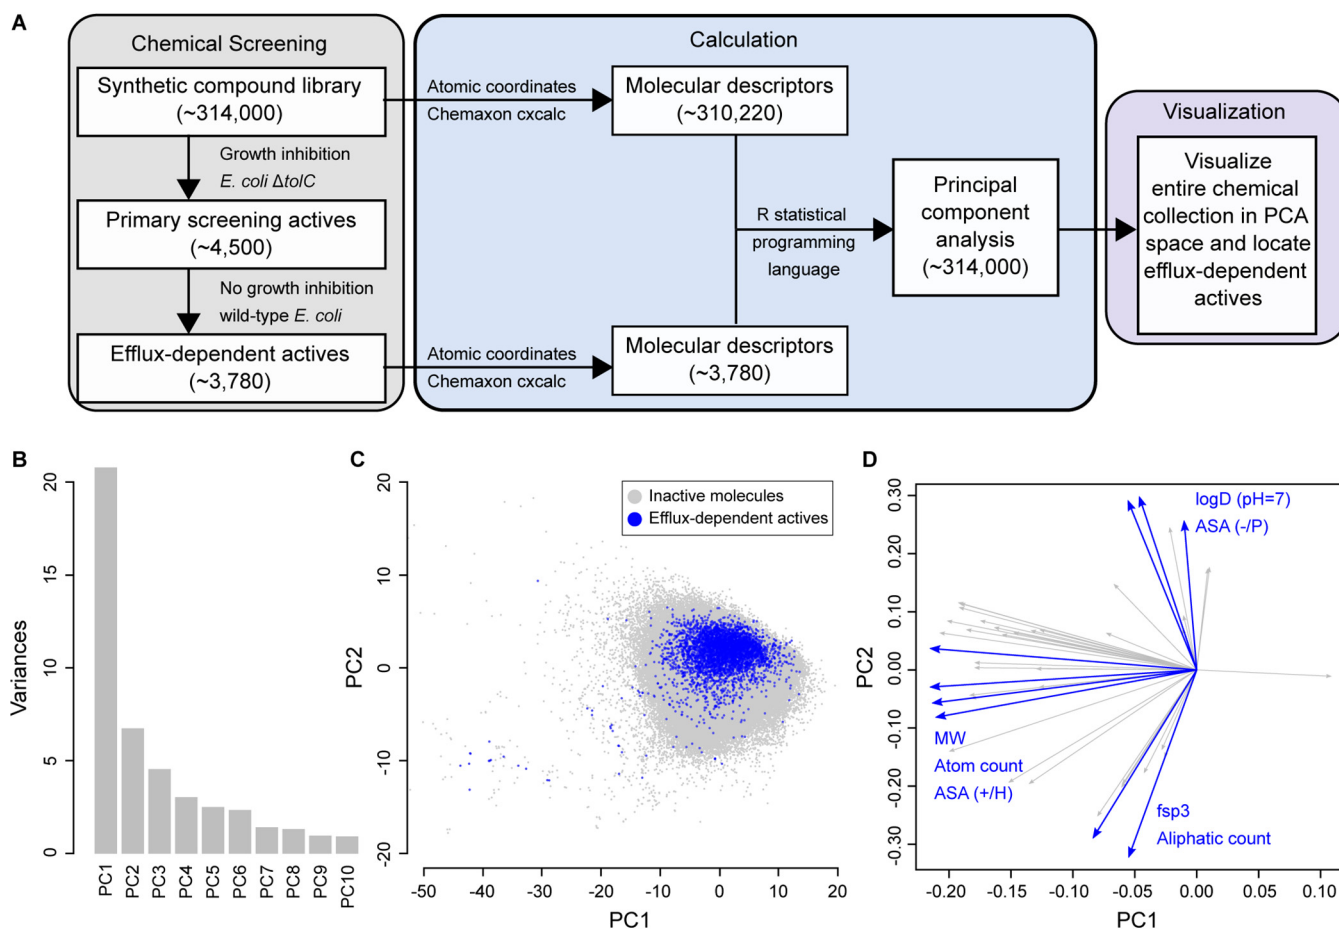 A
Chemical Screening
Synthetic compound library
(~314,000)
Growth inhibition
E. coli ΔtolC
Primary screening actives
(~4,500)
No growth inhibition
wild-type E. coli
Efflux-dependent actives
(~3,780)
Atomic coordinates
Chemaxon cxcalc
Atomic coordinates
Chemaxon cxcalc
Calculation
Molecular descriptors
(~310,220)
R statistical
programming
language
Molecular descriptors
(~3,780)
Principal
component
analysis
(~314,000)
Visualization
Visualize
entire chemical
collection in PCA
space and locate
efflux-dependent
actives
B
Variances
20
15
10
5
0
PC1
PC2
PC3
PC4
PC5
PC6
PC7
PC8
PC9
PC10
C
Inactive molecules
Efflux-dependent actives
PC2
20
10
0
-10
-20
-50
-40
-30
-20
-10
0
10
20
PC1
D
logD (pH=7)
ASA (-/P)
MW
Atom count
ASA (+/H)
fsp3
Aliphatic count
PC2
0.30
0.20
0.10
0.00
-0.10
-0.20
-0.30
-0.20
-0.15
-0.10
-0.05
0.00
0.05
0.10
PC1